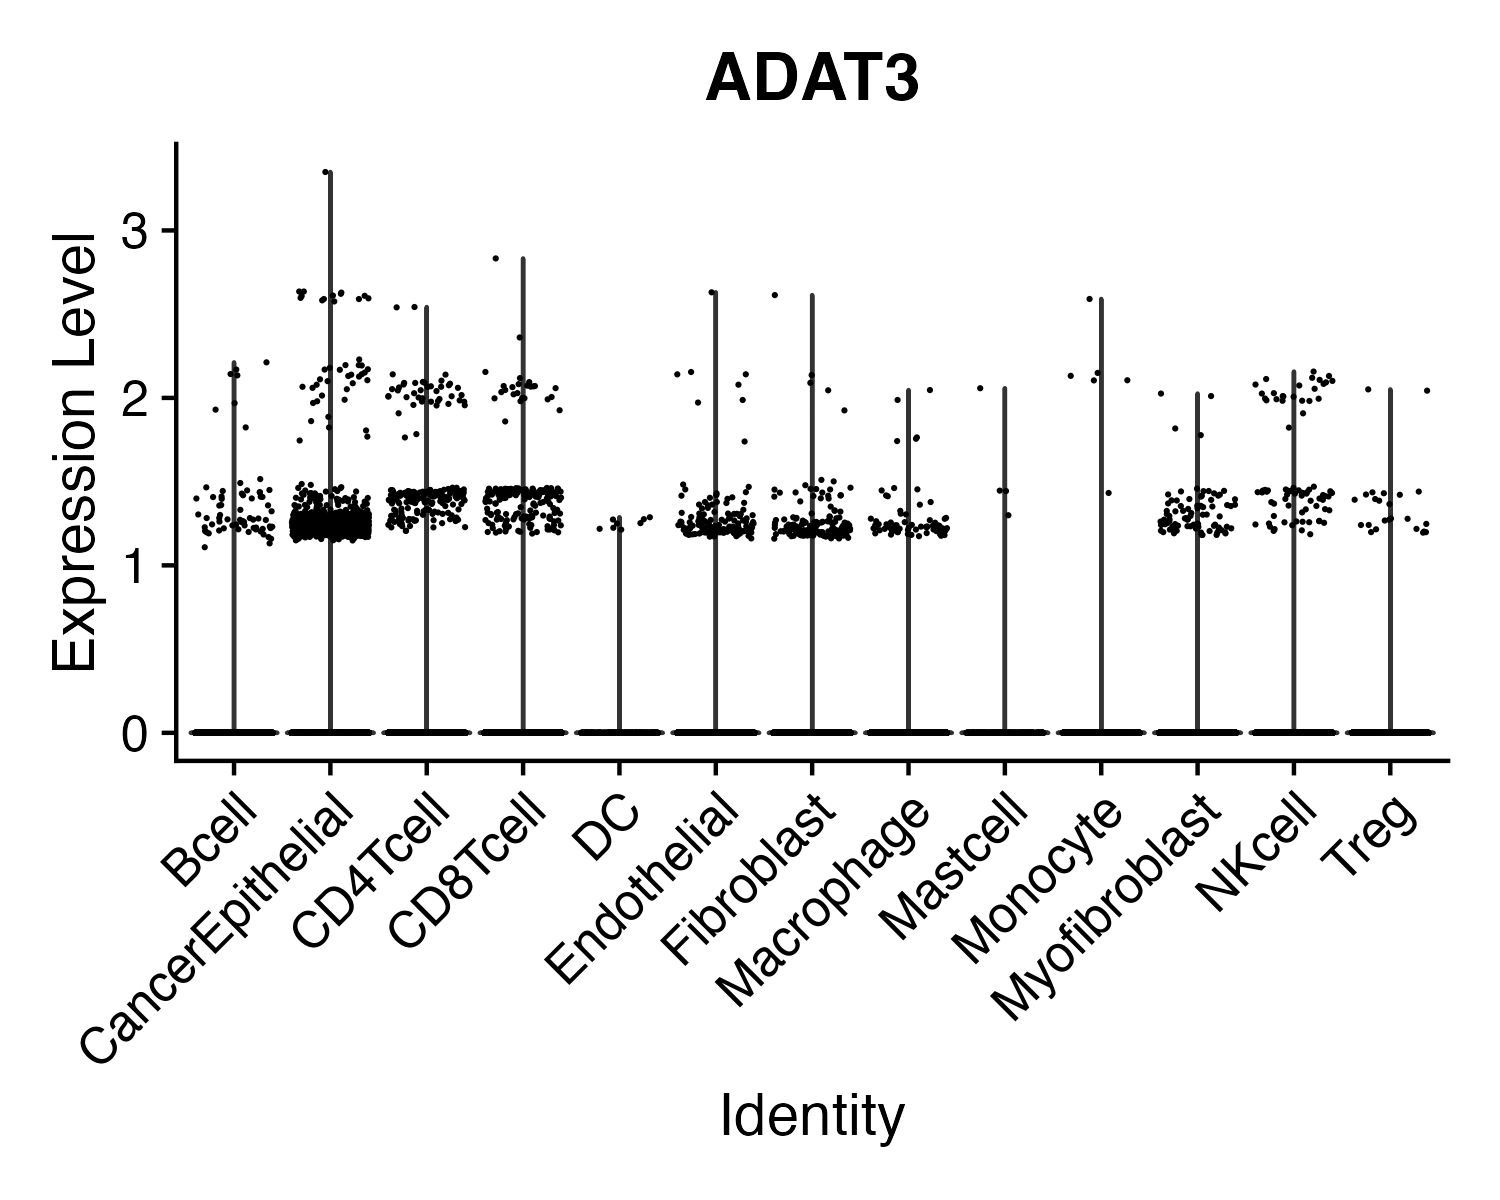 ADAT3
Expression Level
3
2
1
0
Bcell
CancerEpithelial
CD4Tcell
CD8Tcell
DC
Endothelial
Fibroblast
Macrophage
Mastcell
Monocyte
Myofibroblast
NKcell
Treg
Identity